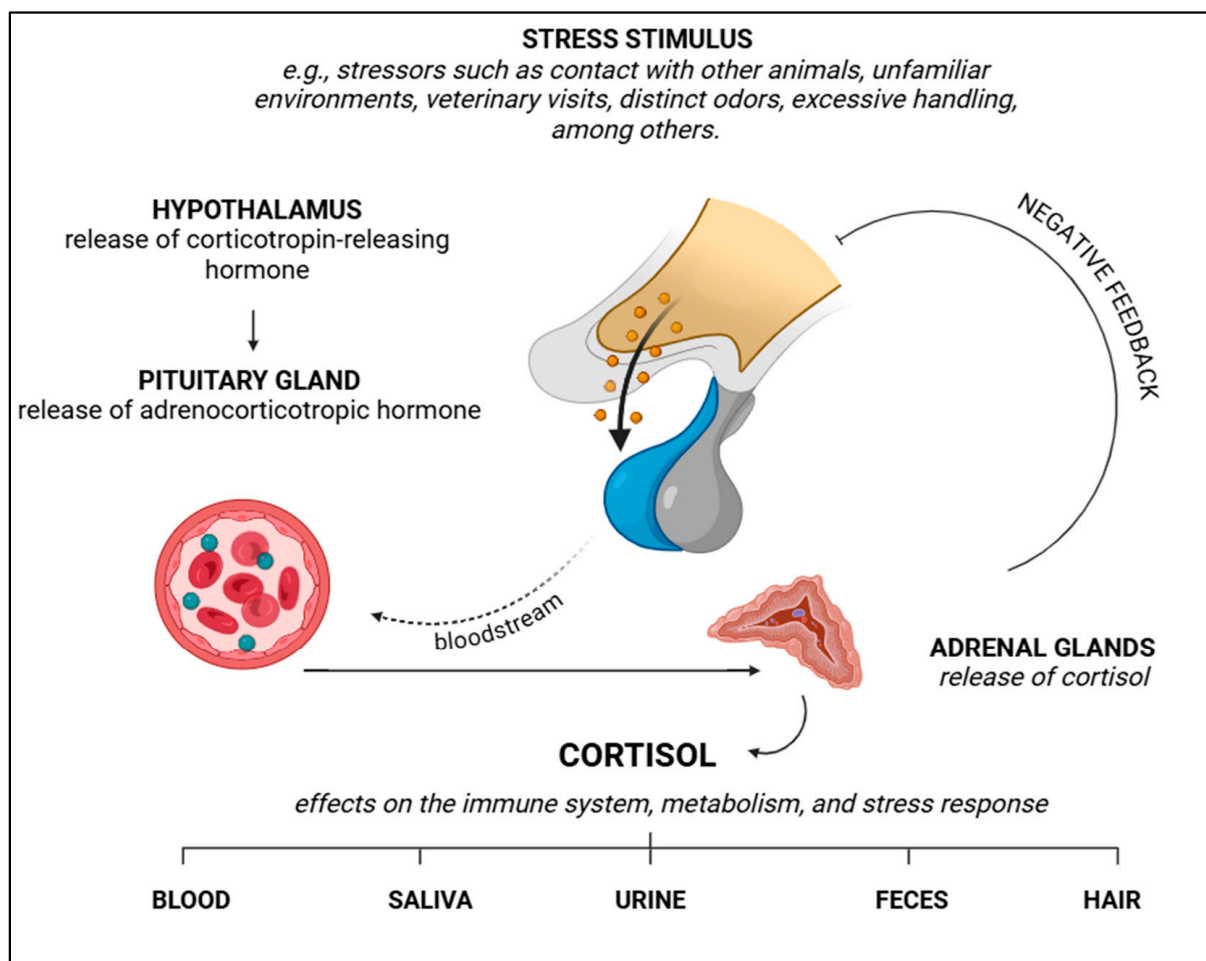 STRESS STIMULUS
e.g., stressors such as contact with other animals, unfamiliar
environments, veterinary visits, distinct odors, excessive handling,
among others.
HYPOTHALAMUS
release of corticotropin-releasing
hormone
PITUITARY GLAND
release of adrenocorticotropic hormone
NEGATIVE FEEDBACK
bloodstream
ADRENAL GLANDS
release of cortisol
CORTISOL
effects on the immune system, metabolism, and stress response
BLOOD SALIVA URINE FECES HAIR